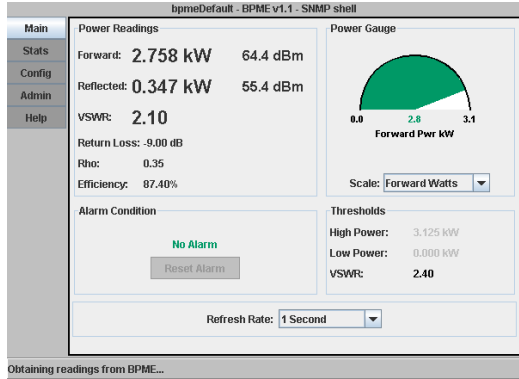 bpmeDefault - BPME v1.1 - SNMP shell
Main
Stats
Config
Admin
Help
Power Readings
Forward: 2.758 kW 64.4 dBm
Reflected: 0.347 kW 55.4 dBm
VSWR: 2.10
Return Loss: -9.00 dB
Rho: 0.35
Efficiency: 87.40%
Power Gauge
0.0 2.8 3.1
Forward Pwr kW
Scale: Forward Watts
Alarm Condition
No Alarm
Reset Alarm
Thresholds
High Power: 3.125 kW
Low Power: 0.000 kW
VSWR: 2.40
Refresh Rate: 1 Second
Obtaining readings from BPME...